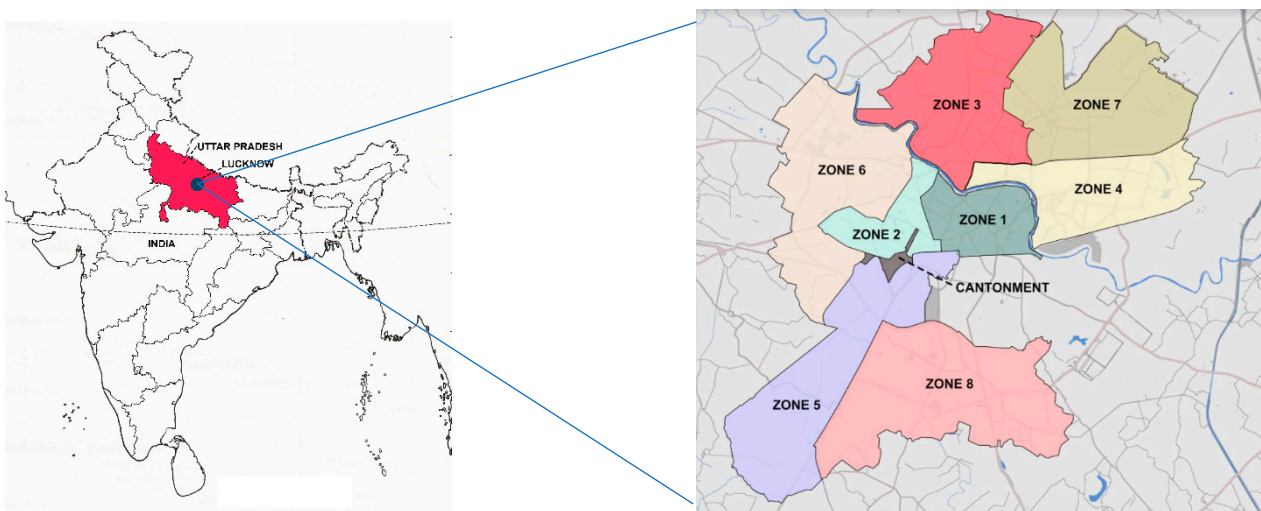 UTTAR PRADESH
LUCKNOW
INDIA
ZONE 3
ZONE 7
ZONE 6
ZONE 4
ZONE 1
ZONE 2
CANTONMENT
ZONE 8
ZONE 5